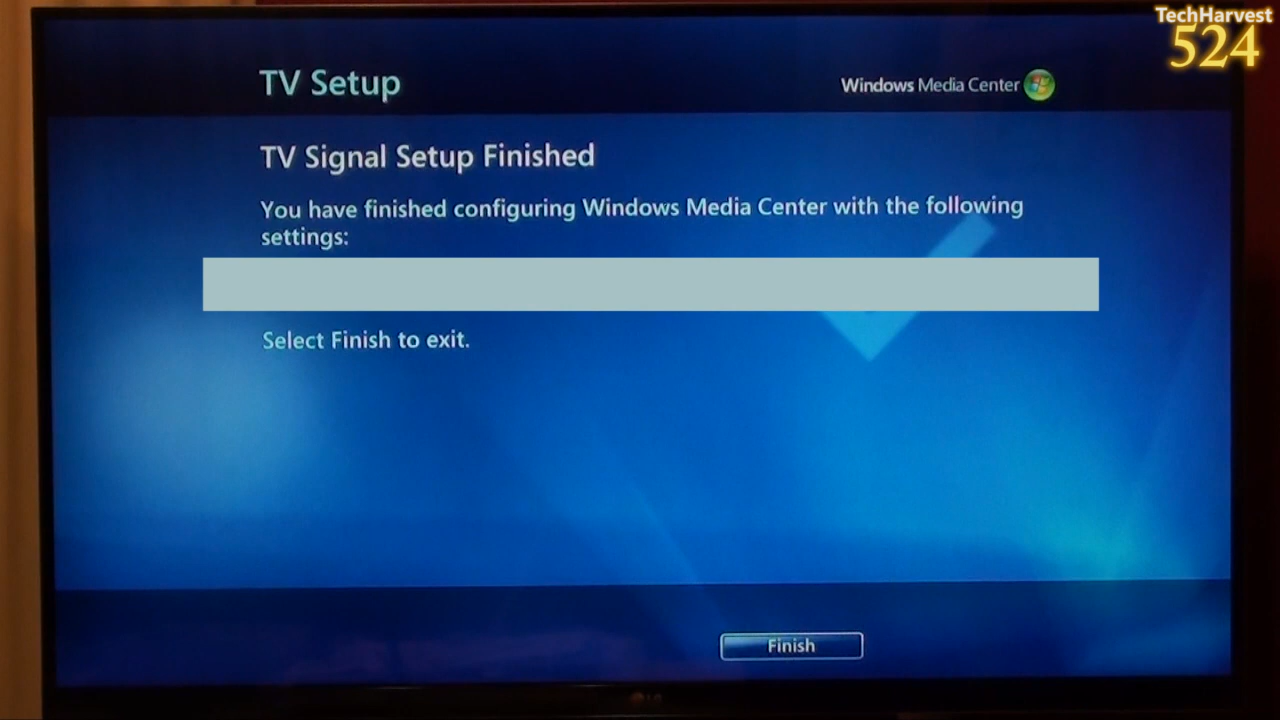 TechHarvest
524
TV Setup
Windows Media Center
TV Signal Setup Finished
You have finished configuring Windows Media Center with the following
settings:
Select Finish to exit.
Finish
LG